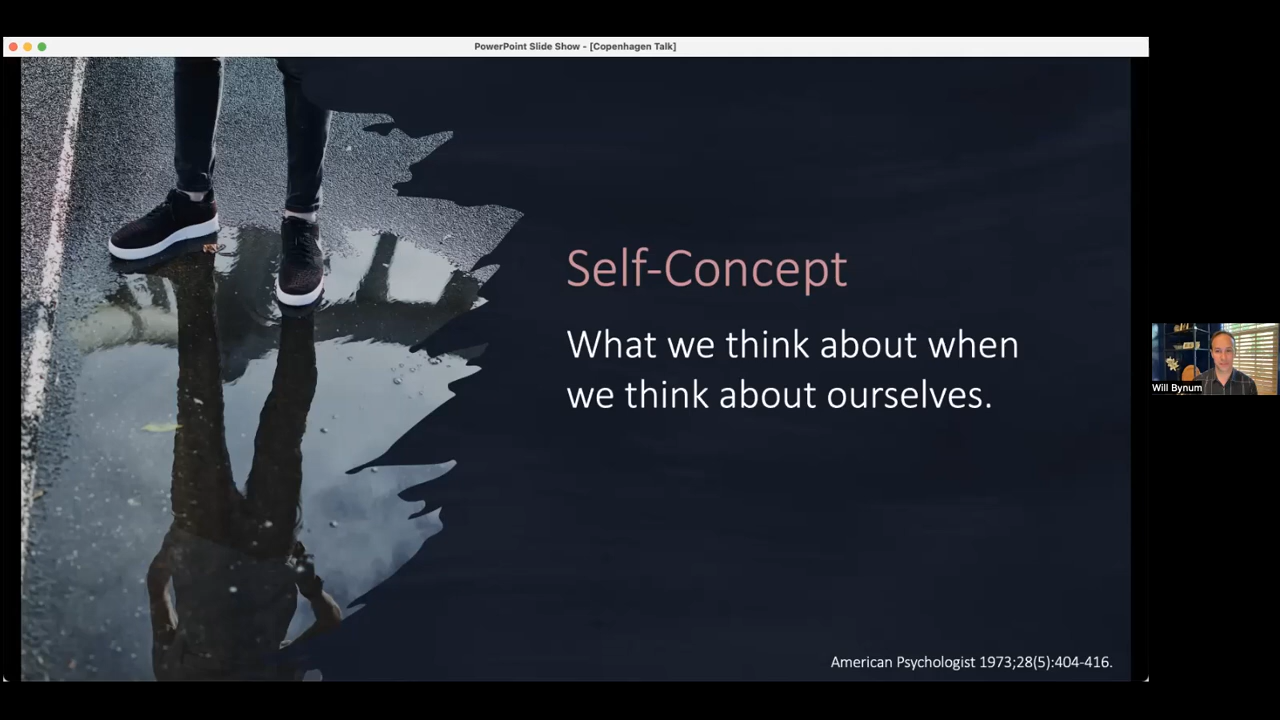 PowerPoint Slide Show - [Copenhagen Talk]
Self-Concept
What we think about when
we think about ourselves.
Will Bynum
American Psychologist 1973;28(5):404-416.